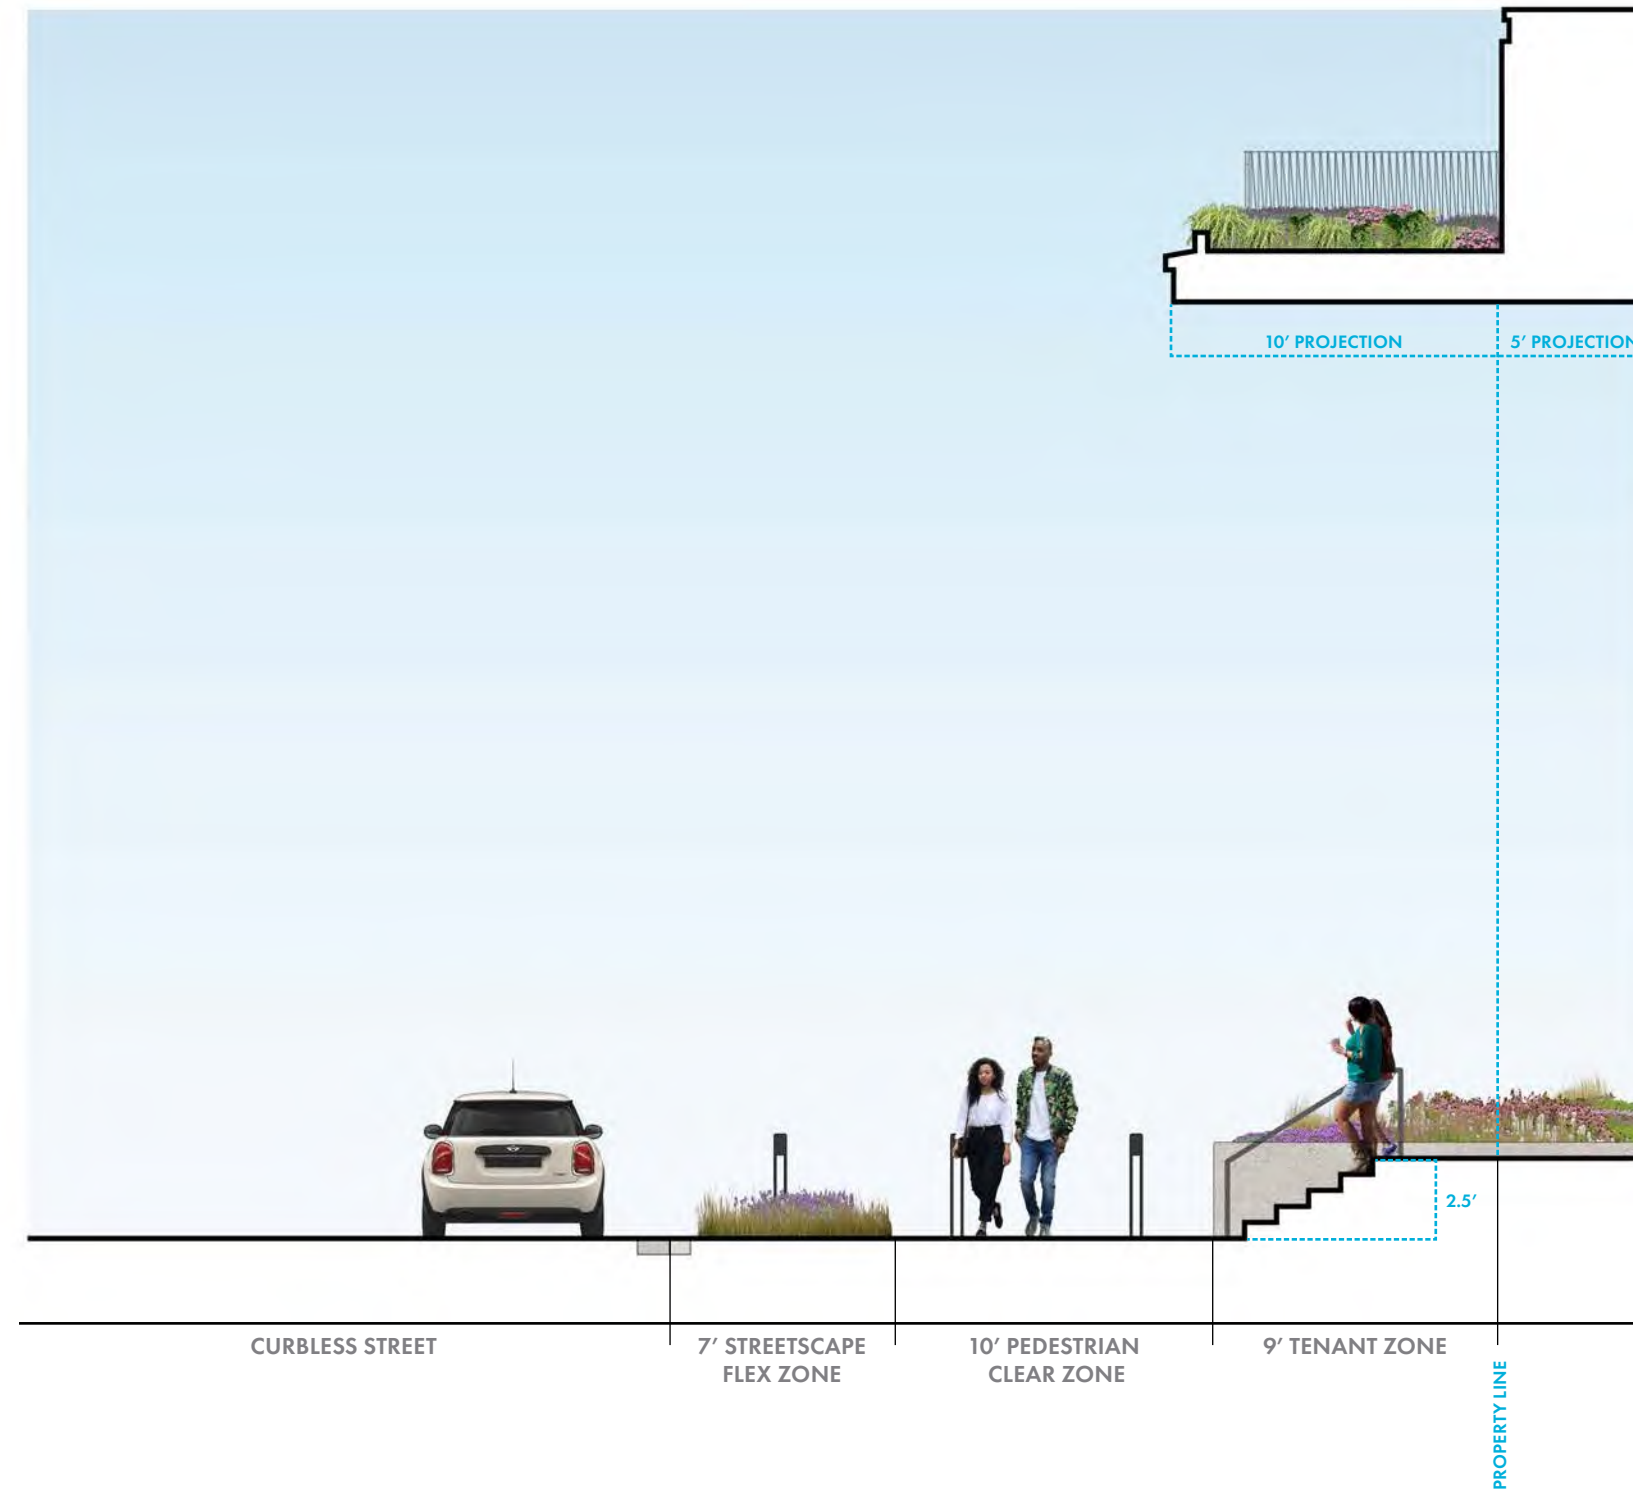 10′ PROJECTION
5′ PROJECTION
2.5′
CURBLESS STREET
7′ STREETSCAPE
FLEX ZONE
10′ PEDESTRIAN
CLEAR ZONE
9′ TENANT ZONE
PROPERTY LINE